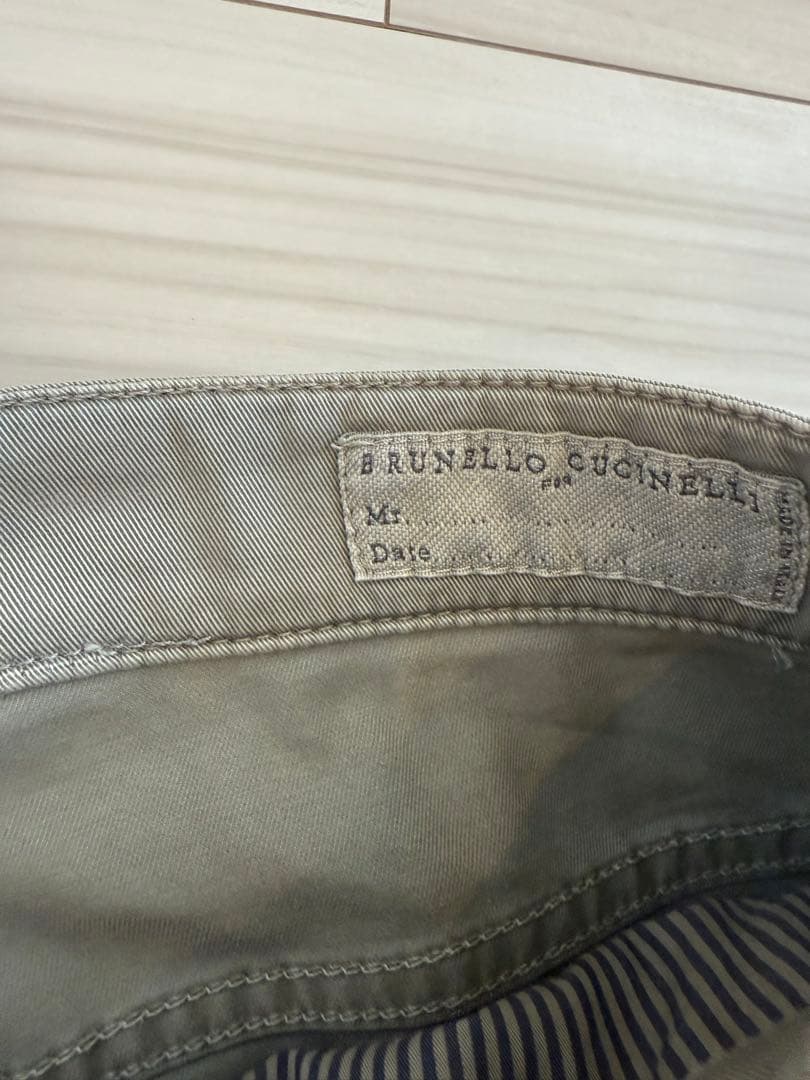 BRUNELLO CUCINELLI
FOR
Mr.
Date
MADE IN ITALY